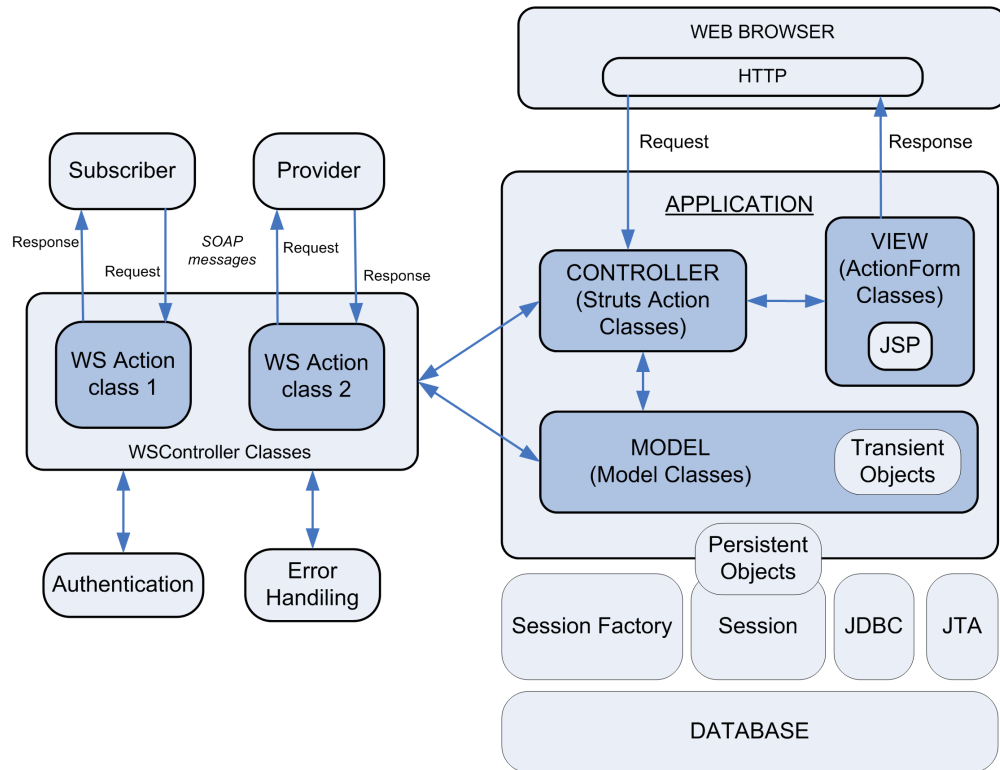 WEB BROWSER
HTTP
Request
Response
Subscriber
Provider
Response
Request
SOAP
messages
Request
Response
APPLICATION
CONTROLLER
(Struts Action
Classes)
VIEW
(ActionForm
Classes)
JSP
WS Action
class 1
WS Action
class 2
WSController Classes
MODEL
(Model Classes)
Transient
Objects
Authentication
Error
Handiling
Persistent
Objects
Session Factory
Session
JDBC
JTA
DATABASE